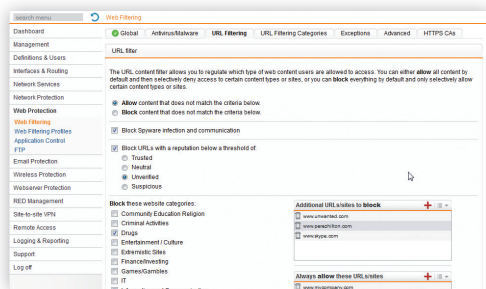 search menu
Web Filtering
Dashboard
Management
Definitions & Users
Interfaces & Routing
Network Services
Network Protection
Web Protection
Web Filtering
Web Filtering Profiles
Application Control
FTP
Email Protection
Wireless Protection
Webserver Protection
RED Management
Site-to-site VPN
Remote Access
Logging & Reporting
Support
Log off
Global Antivirus/Malware URL Filtering URL Filtering Categories Exceptions Advanced HTTPS CAs
URL filter
The URL content filter allows you to regulate which type of web content users are allowed to access. You can either allow all content by
default and then selectively deny access to certain content types or sites, or you can block everything by default and only selectively allow
certain content types or sites.
Allow content that does not match the criteria below.
Block content that does not match the criteria below.
Block Spyware infection and communication
Block URLs with a reputation below a threshold of:
Trusted
Neutral
Unverified
Suspicious
Block these website categories:
Community Education Religion
Criminal Activities
Drugs
Entertainment / Culture
Extremistic Sites
Finance/Investing
Games/Gambles
IT
Additional URLs/sites to block
www.unwanted.com
www.perezhilton.com
www.skype.com
Always allow these URLs/sites
www.mycompany.com